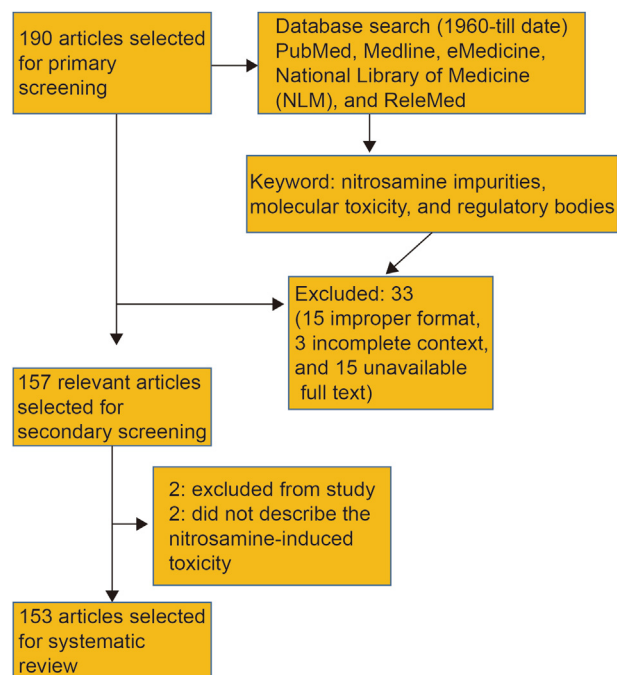 190 articles selected
for primary
screening
Database search (1960-till date)
PubMed, Medline, eMedicine,
National Library of Medicine
(NLM), and ReleMed
Keyword: nitrosamine impurities,
molecular toxicity, and regulatory bodies
Excluded: 33
(15 improper format,
3 incomplete context,
and 15 unavailable
full text)
157 relevant articles
selected for
secondary screening
2: excluded from study
2: did not describe the
nitrosamine-induced
toxicity
153 articles selected
for systematic
review